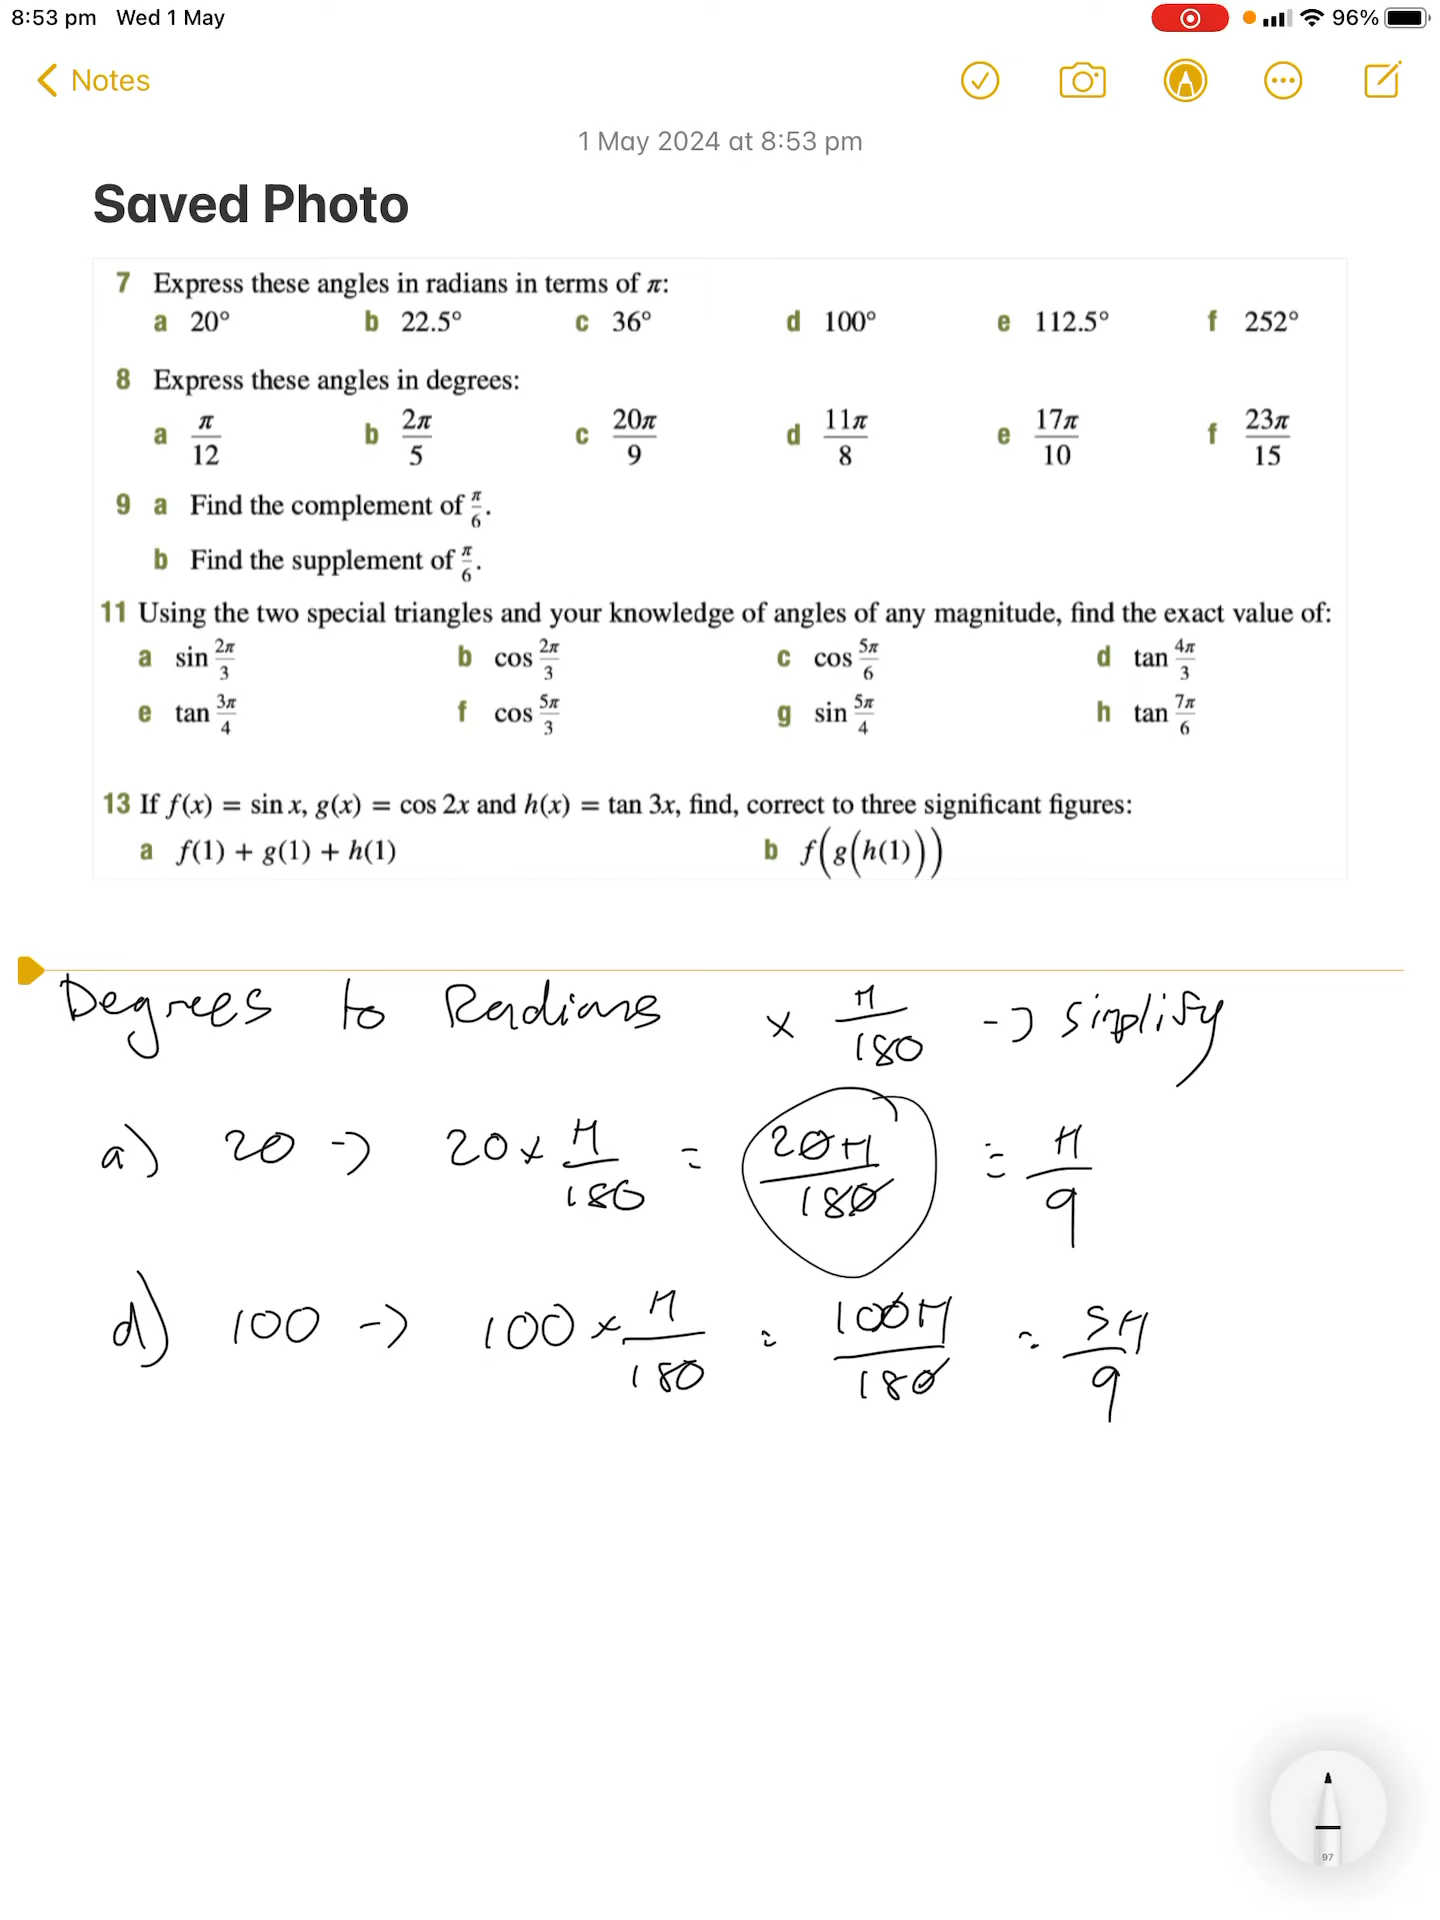 8:53 pm Wed 1 May 96%
Notes
1 May 2024 at 8:53 pm
Saved Photo
7 Express these angles in radians in terms of π:
a 20° b 22.5° c 36° d 100° e 112.5° f 252°
8 Express these angles in degrees:
a π/12 b 2π/5 c 20π/9 d 11π/8 e 17π/10 f 23π/15
9 a Find the complement of π/6.
b Find the supplement of π/6.
11 Using the two special triangles and your knowledge of angles of any magnitude, find the exact value of:
a sin 2π/3 b cos 2π/3 c cos 5π/6 d tan 4π/3
e tan 3π/4 f cos 5π/3 g sin 5π/4 h tan 7π/6
13 If f(x) = sin x, g(x) = cos 2x and h(x) = tan 3x, find, correct to three significant figures:
a f(1) + g(1) + h(1) b f(g(h(1)))
Degrees to Radians × π/180 -> simplify
a) 20 -> 20 × π/180 = 20π/180 = π/9
d) 100 -> 100 × π/180 = 100π/180 = 5π/9
97